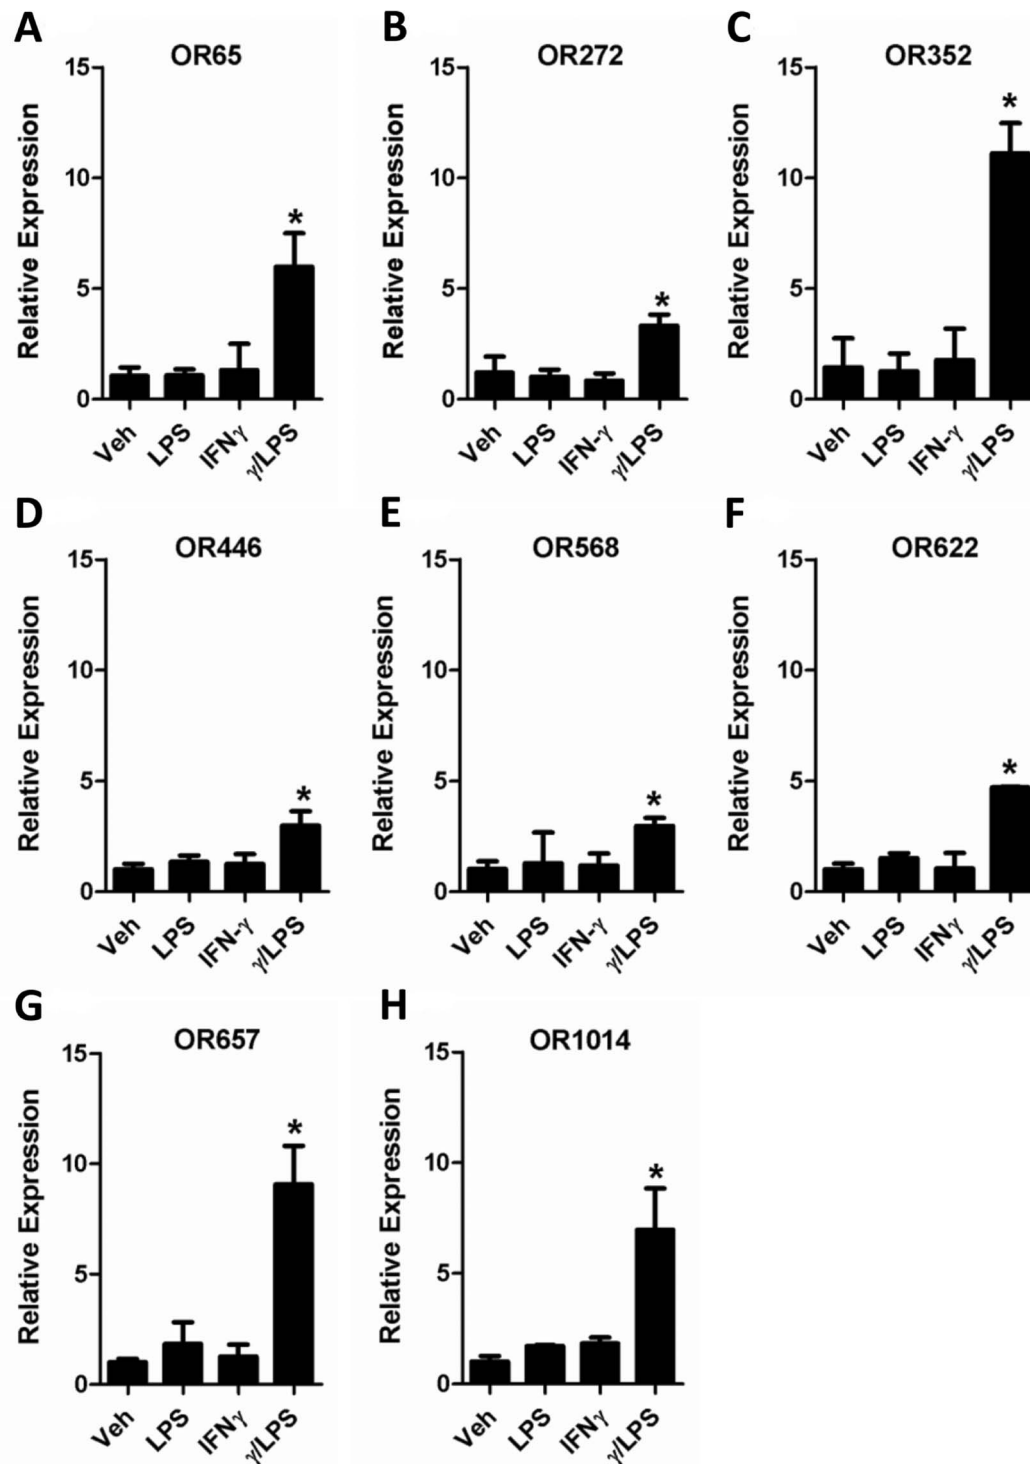 A
OR65
Relative Expression
15
10
5
0
*
Veh
LPS
IFNγ
γ/LPS
B
OR272
Relative Expression
15
10
5
0
*
Veh
LPS
IFN-γ
γ/LPS
C
OR352
Relative Expression
15
10
5
0
*
Veh
LPS
IFN-γ
γ/LPS
D
OR446
Relative Expression
15
10
5
0
*
Veh
LPS
IFN-γ
γ/LPS
E
OR568
Relative Expression
15
10
5
0
*
Veh
LPS
IFN-γ
γ/LPS
F
OR622
Relative Expression
15
10
5
0
*
Veh
LPS
IFNγ
γ/LPS
G
OR657
Relative Expression
15
10
5
0
*
Veh
LPS
IFNγ
γ/LPS
H
OR1014
Relative Expression
15
10
5
0
*
Veh
LPS
IFNγ
γ/LPS